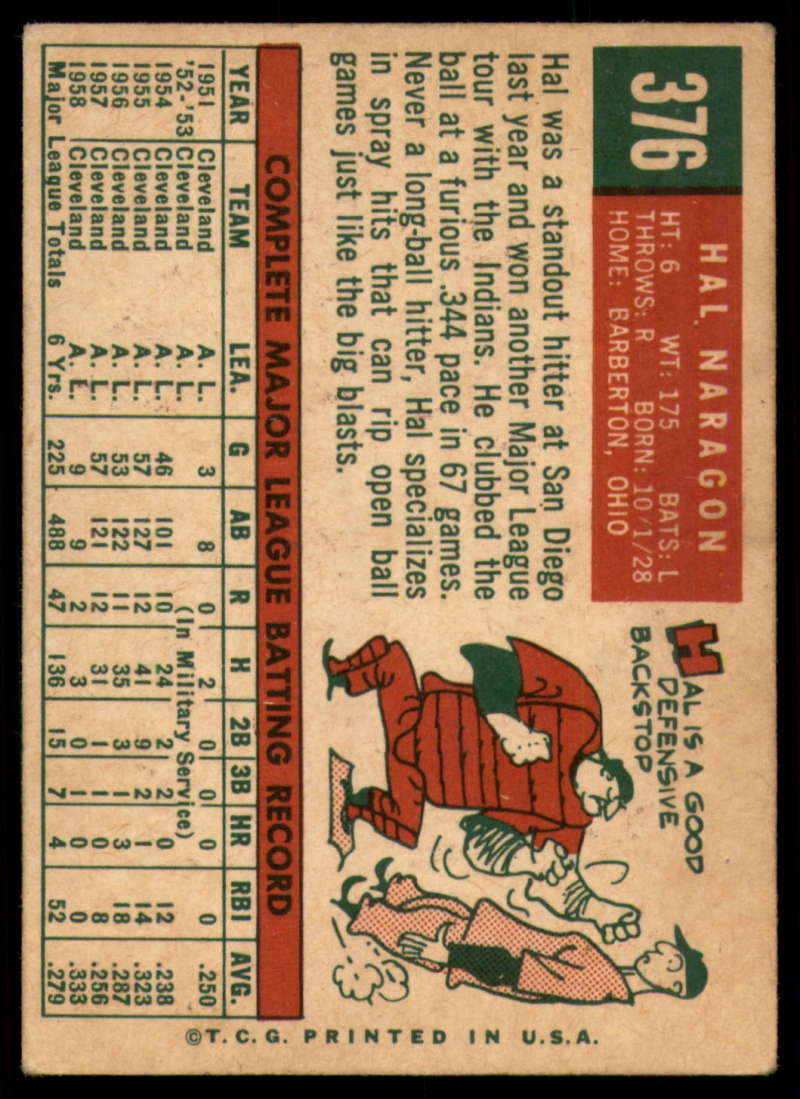 376
HAL NARAGON
HT: 6 WT: 175 BATS: L
THROWS: R BORN: 10/1/28
HOME: BARBERTON, OHIO
Hal was a standout hitter at San Diego
last year and won another Major League
tour with the Indians. He clubbed the
ball at a furious .344 pace in 67 games.
Never a long-ball hitter, Hal specializes
in spray hits that can rip open ball
games just like the big blasts.
HAL IS A GOOD
DEFENSIVE
BACKSTOP
COMPLETE MAJOR LEAGUE BATTING RECORD
YEAR TEAM LEA. G AB R H 2B 3B HR RBI AVG.
1951 Cleveland A. L. 3 8 0 2 0 0 0 0 .250
'52-'53 Cleveland A. L. (In Military Service)
1954 Cleveland A. L. 46 101 10 24 2 2 0 12 .238
1955 Cleveland A. L. 57 127 12 41 9 2 1 14 .323
1956 Cleveland A. L. 53 122 11 35 3 1 3 18 .287
1957 Cleveland A. L. 57 121 12 31 1 1 0 8 .256
1958 Cleveland A. L. 9 9 2 3 0 1 0 0 .333
Major League Totals 6 Yrs. 225 488 47 136 15 7 4 52 .279
©T. C. G. PRINTED IN U.S.A.